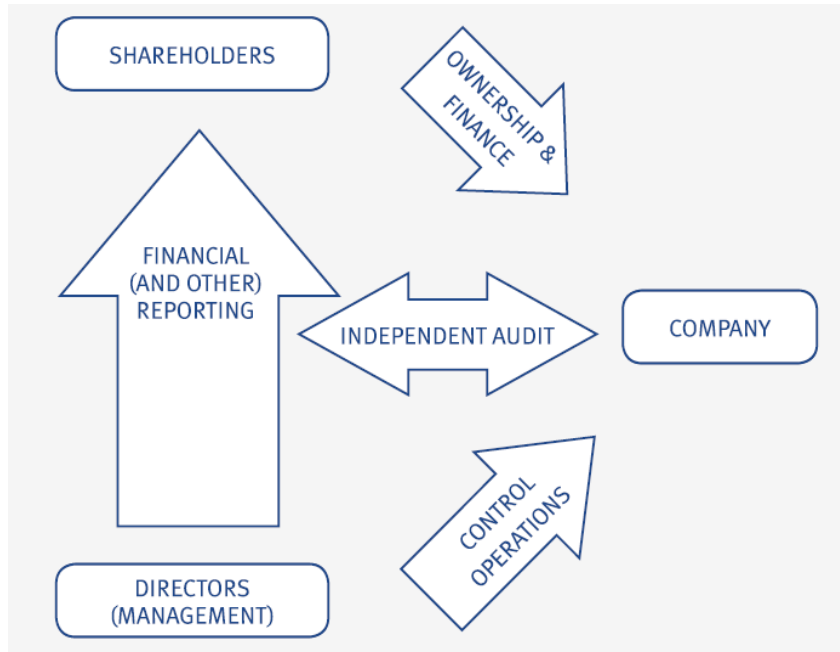 SHAREHOLDERS
OWNERSHIP &
FINANCE
FINANCIAL
(AND OTHER)
REPORTING
INDEPENDENT AUDIT
COMPANY
CONTROL
OPERATIONS
DIRECTORS
(MANAGEMENT)